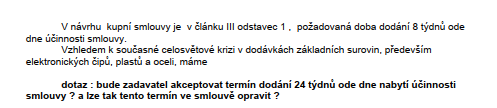 V návrhu kupní smlouvy je v článku III odstavec 1 , požadovaná doba dodání 8 týdnů ode
dne účinnosti smlouvy.
Vzhledem k současné celosvětové krizi v dodávkách základních surovin, především
elektronických čipů, plastů a oceli, máme
dotaz : bude zadavatel akceptovat termín dodání 24 týdnů ode dne nabytí účinnosti
smlouvy ? a lze tak tento termín ve smlouvě opravit ?